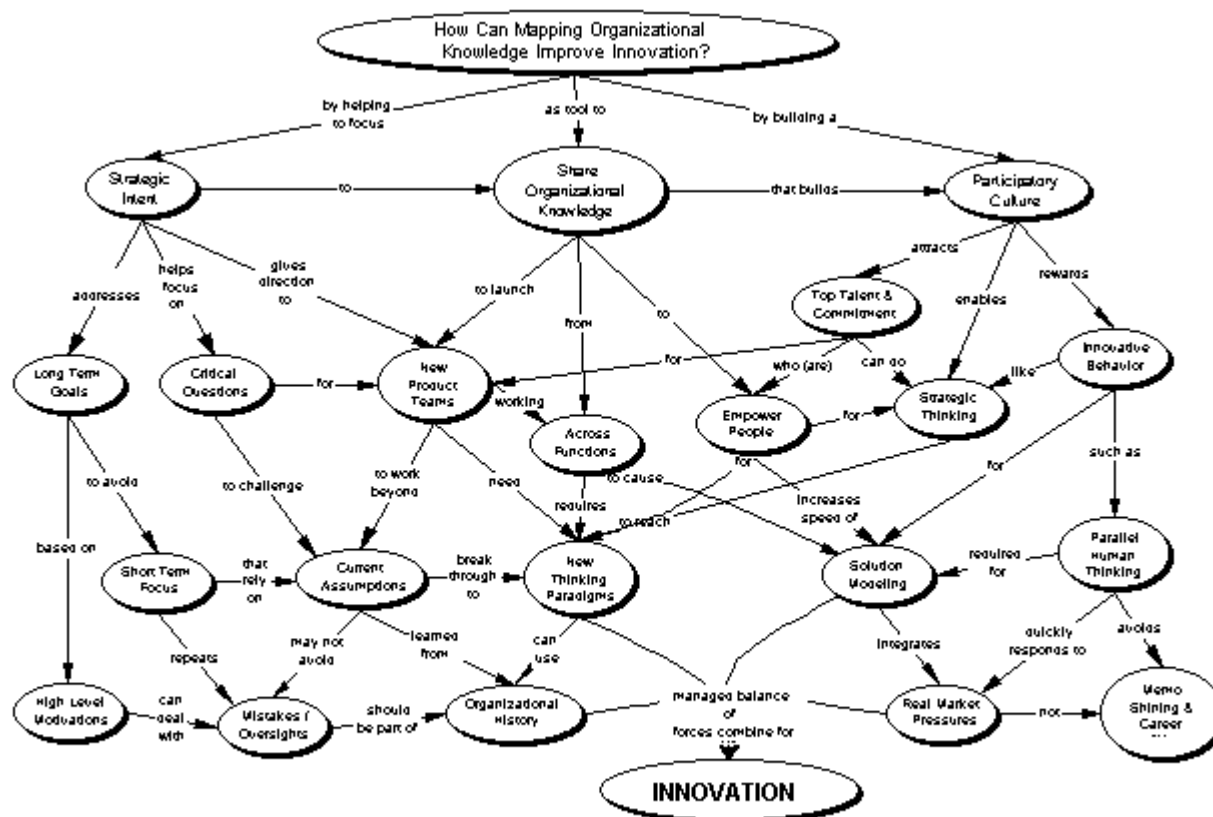 How Can Mapping Organizational
Knowledge Improve Innovation?
by helping
to focus
as tool to
by building a
Strategic
Intent
to
Share
Organizational
Knowledge
that builds
Participatory
Culture
addresses
helps
focus
on
gives
direction
to
to launch
from
to
attracts
enables
rewards
Top Talent &
Commitment
Long Term
Goals
Critical
Questions
for
New
Product
Teams
for
who (are)
can do
like
Innovative
Behavior
working
Across
Functions
Empower
People
for
Strategic
Thinking
to avoid
to challenge
to work
beyond
need
requires
to cause
for
increases
speed of
to reach
for
such as
based on
Short Term
Focus
that
rely
on
Current
Assumptions
break
through
to
New
Thinking
Paradigms
Solution
Modeling
required
for
Parallel
Human
Thinking
repeats
may not
avoid
learned
from
can
use
integrates
quickly
responds to
avoids
High Level
Motivations
can
deal
with
Mistakes /
Oversights
should
be part of
Organizational
History
Managed balance
of
forces combine for
Real Market
Pressures
not
Memo
Shining &
Career
INNOVATION